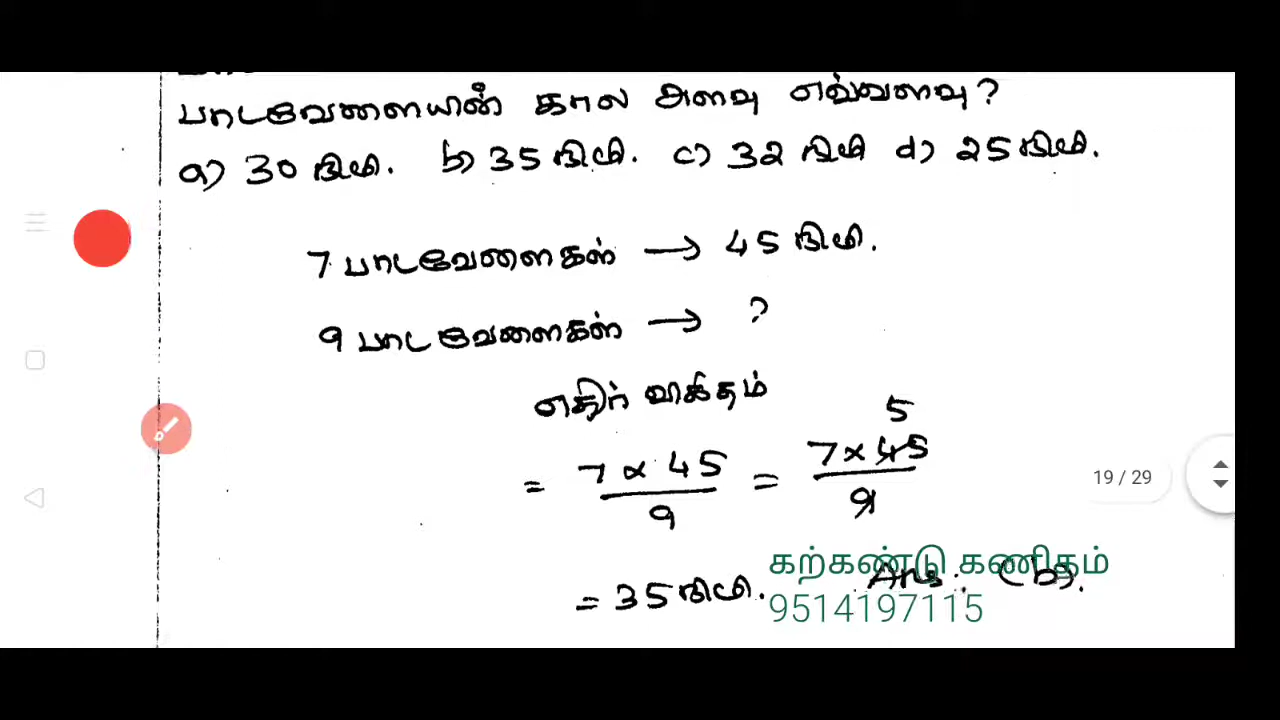 பாடவேளையின் கால அளவு எவ்வளவு?
a) 30 நிமி. b) 35 நிமி. c) 32 நிமி d) 25 நிமி.
7 பாடவேளைகள் → 45 நிமி.
9 பாடவேளைகள் → ?
எதிர் விகிதம்
= 7 x 45 / 9 = 7 x 45 / 9
5
= 35 நிமி. Ans: (b).
19 / 29
கற்கண்டு கணிதம்
9514197115